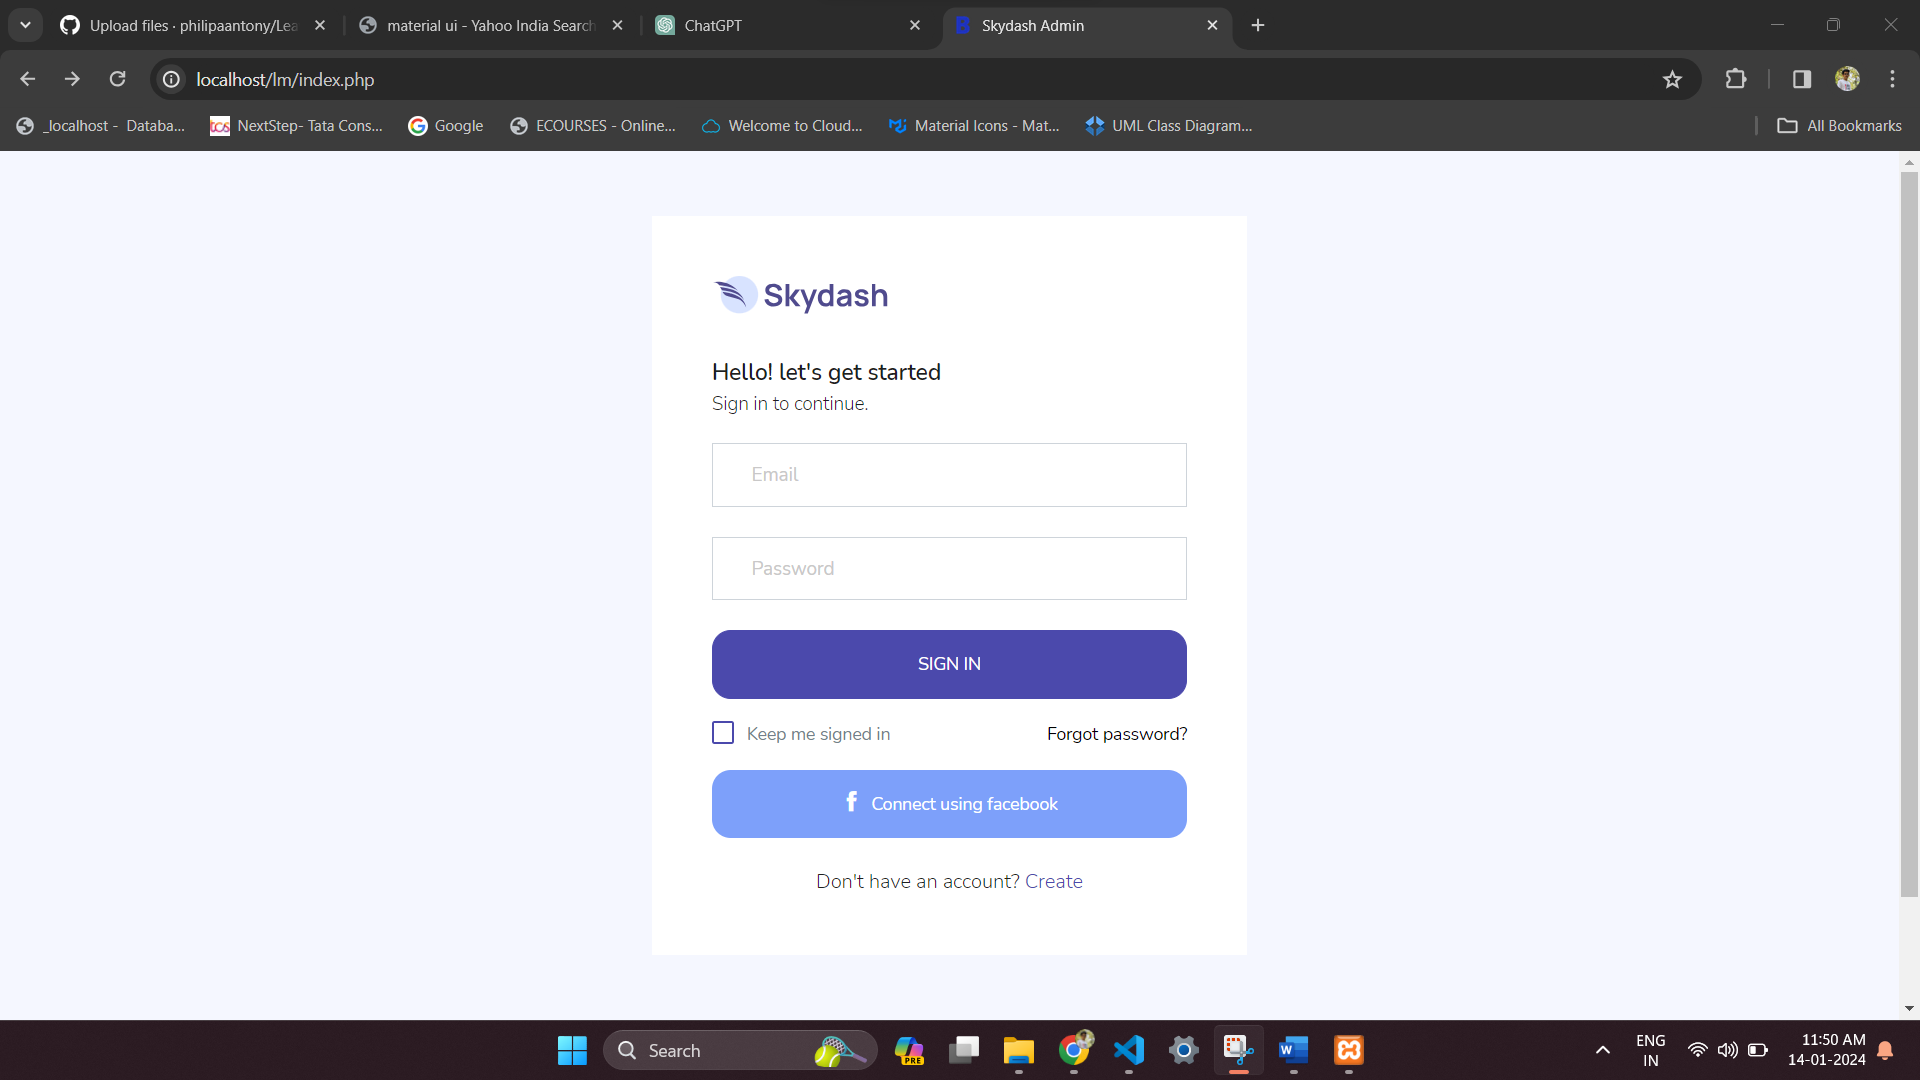 Upload files · philipaantony/Lea
material ui - Yahoo India Search
ChatGPT
Skydash Admin
localhost/lm/index.php
_localhost - Databa...
tcs
NextStep- Tata Cons...
Google
ECOURSES - Online...
Welcome to Cloud...
Material Icons - Mat...
UML Class Diagram...
All Bookmarks
Skydash
Hello! let's get started
Sign in to continue.
Email
Password
SIGN IN
Keep me signed in
Forgot password?
f Connect using facebook
Don't have an account? Create
Search
PRE
W
ENG
IN
11:50 AM
14-01-2024